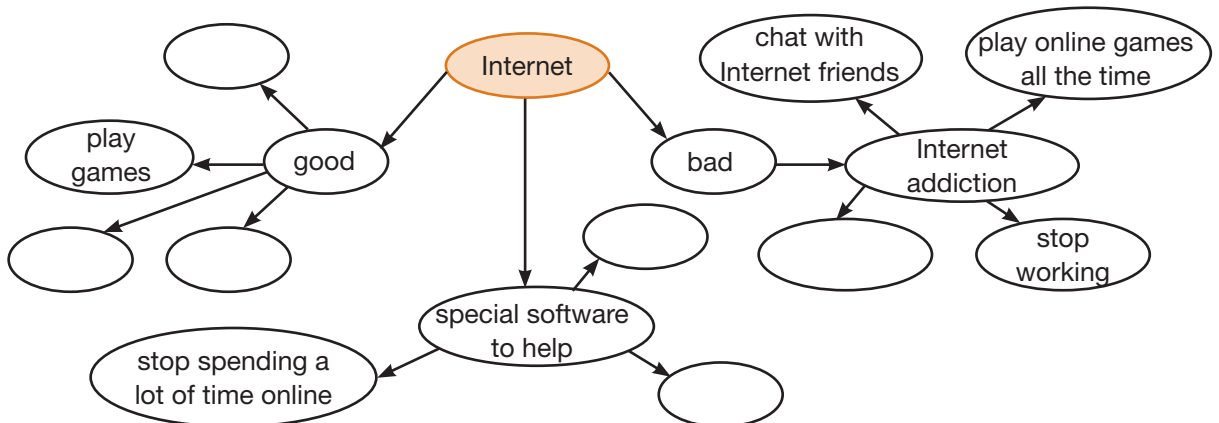 Internet
good
play
games
bad
Internet
addiction
chat with
Internet friends
play online games
all the time
stop
working
special software
to help
stop spending a
lot of time online